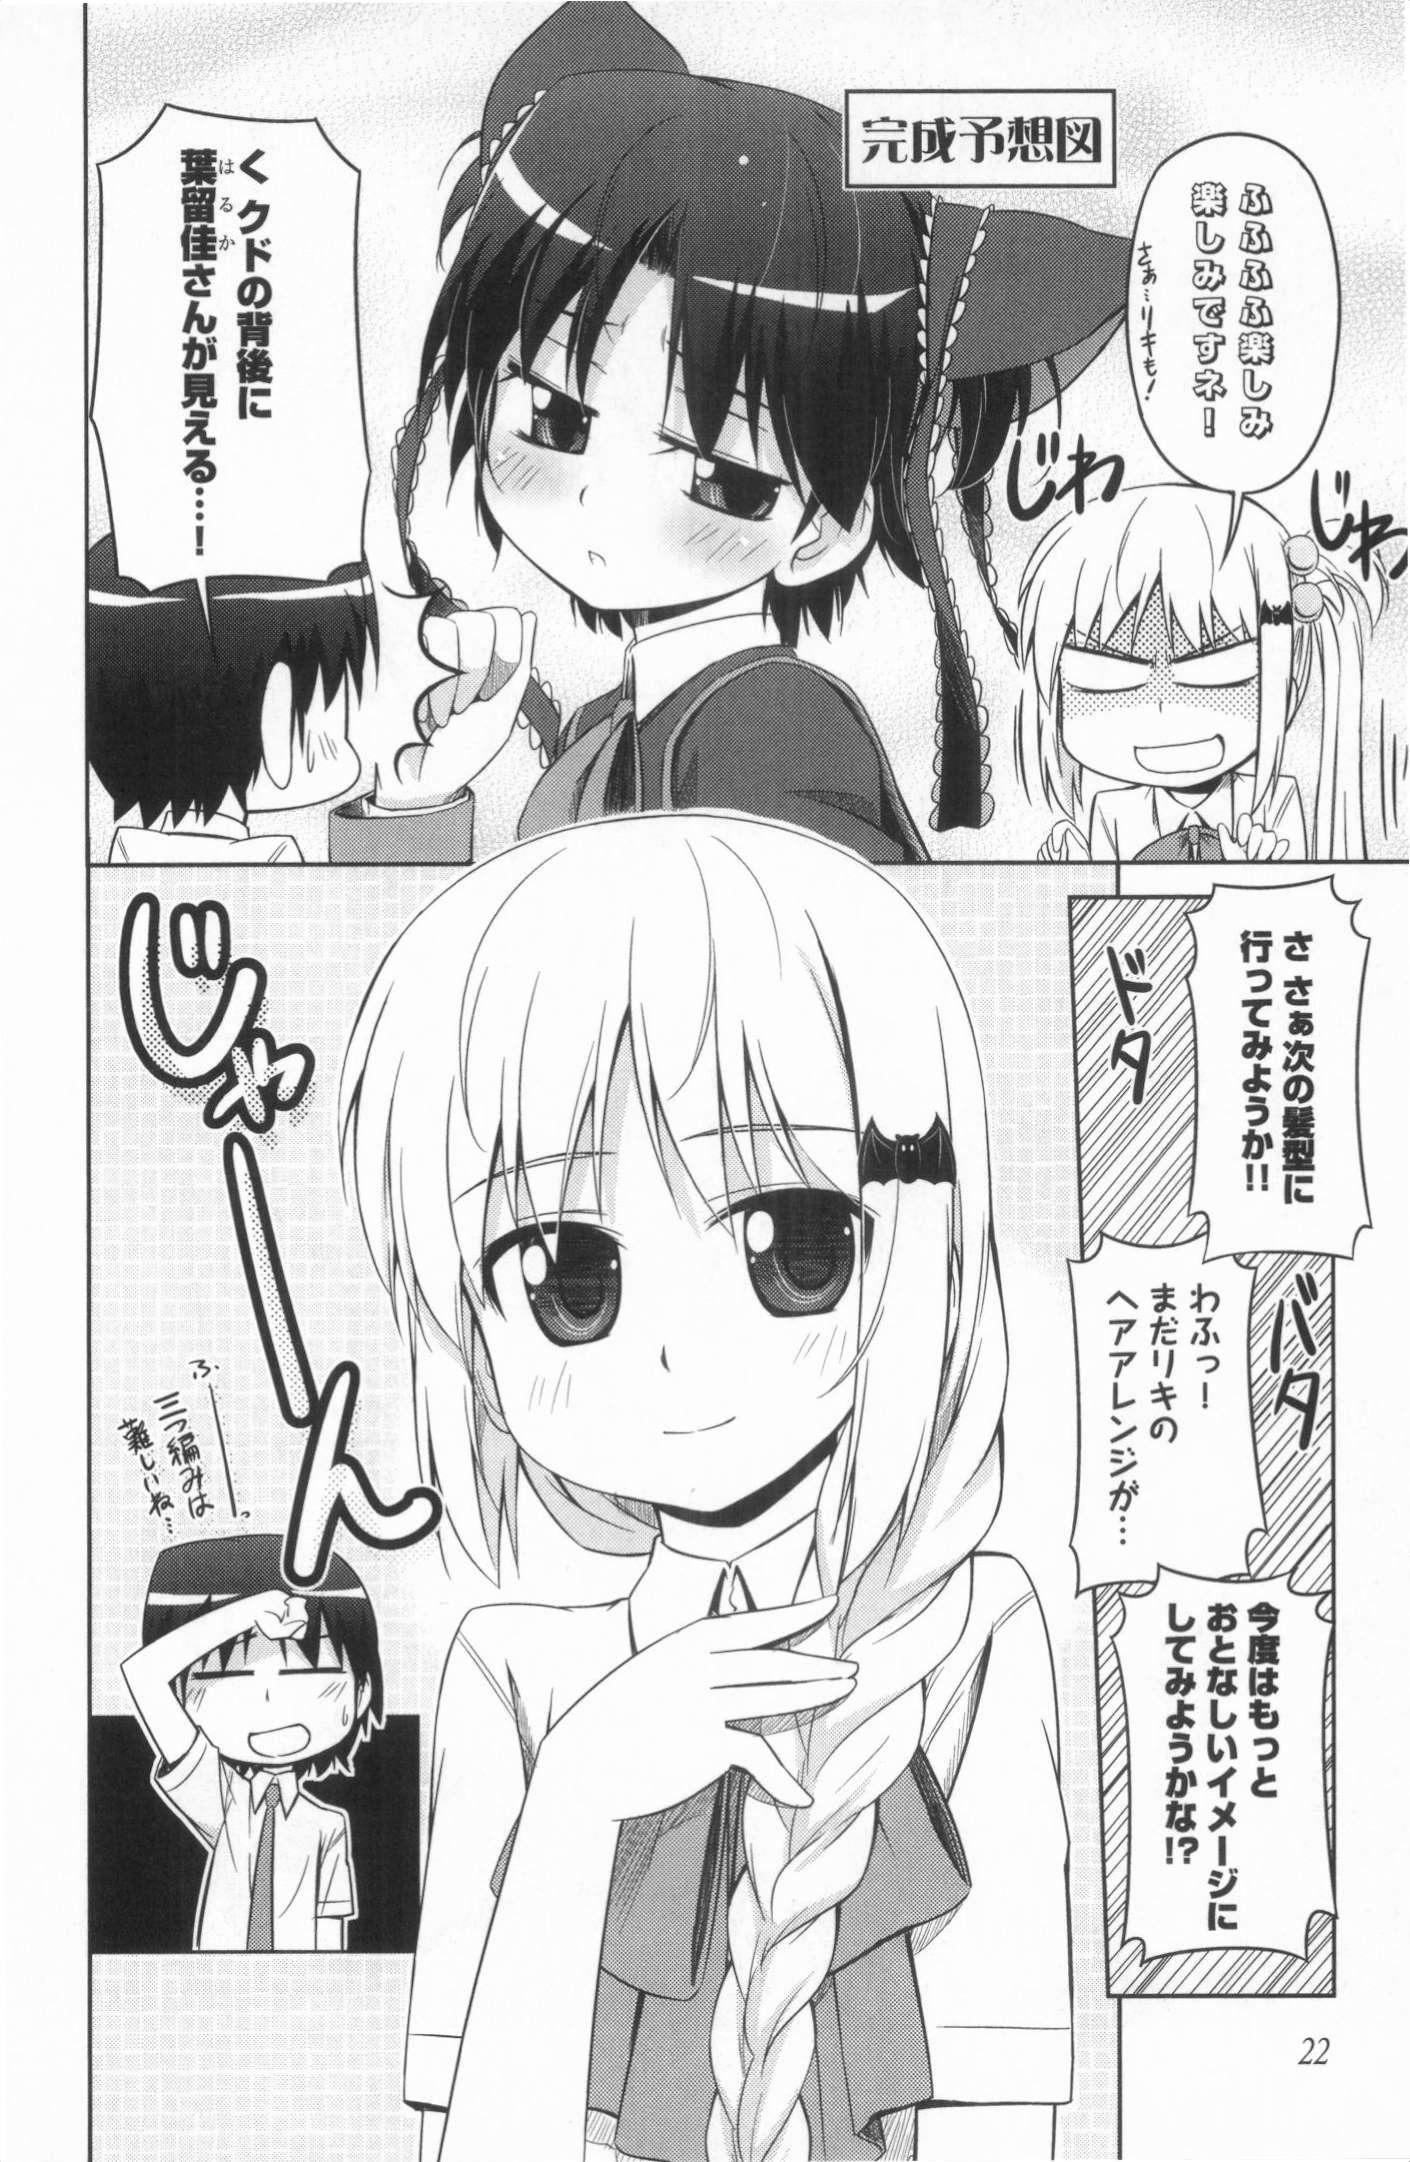 完成予想図
ふふふふ楽しみ
楽しみですネ！
さぁ…リキも！
じわ
じわ
く クドの背後に
葉留佳さんが見える…！
はるか
さ さぁ次の髪型に
行ってみようか!!
ドタ
バタ
わふっ！
まだリキの
ヘアアレンジが…
今度はもっと
おとなしいイメージに
してみようかな!?
じゃーん
ふ
ーっ
三つ編みは
難しいね…
22